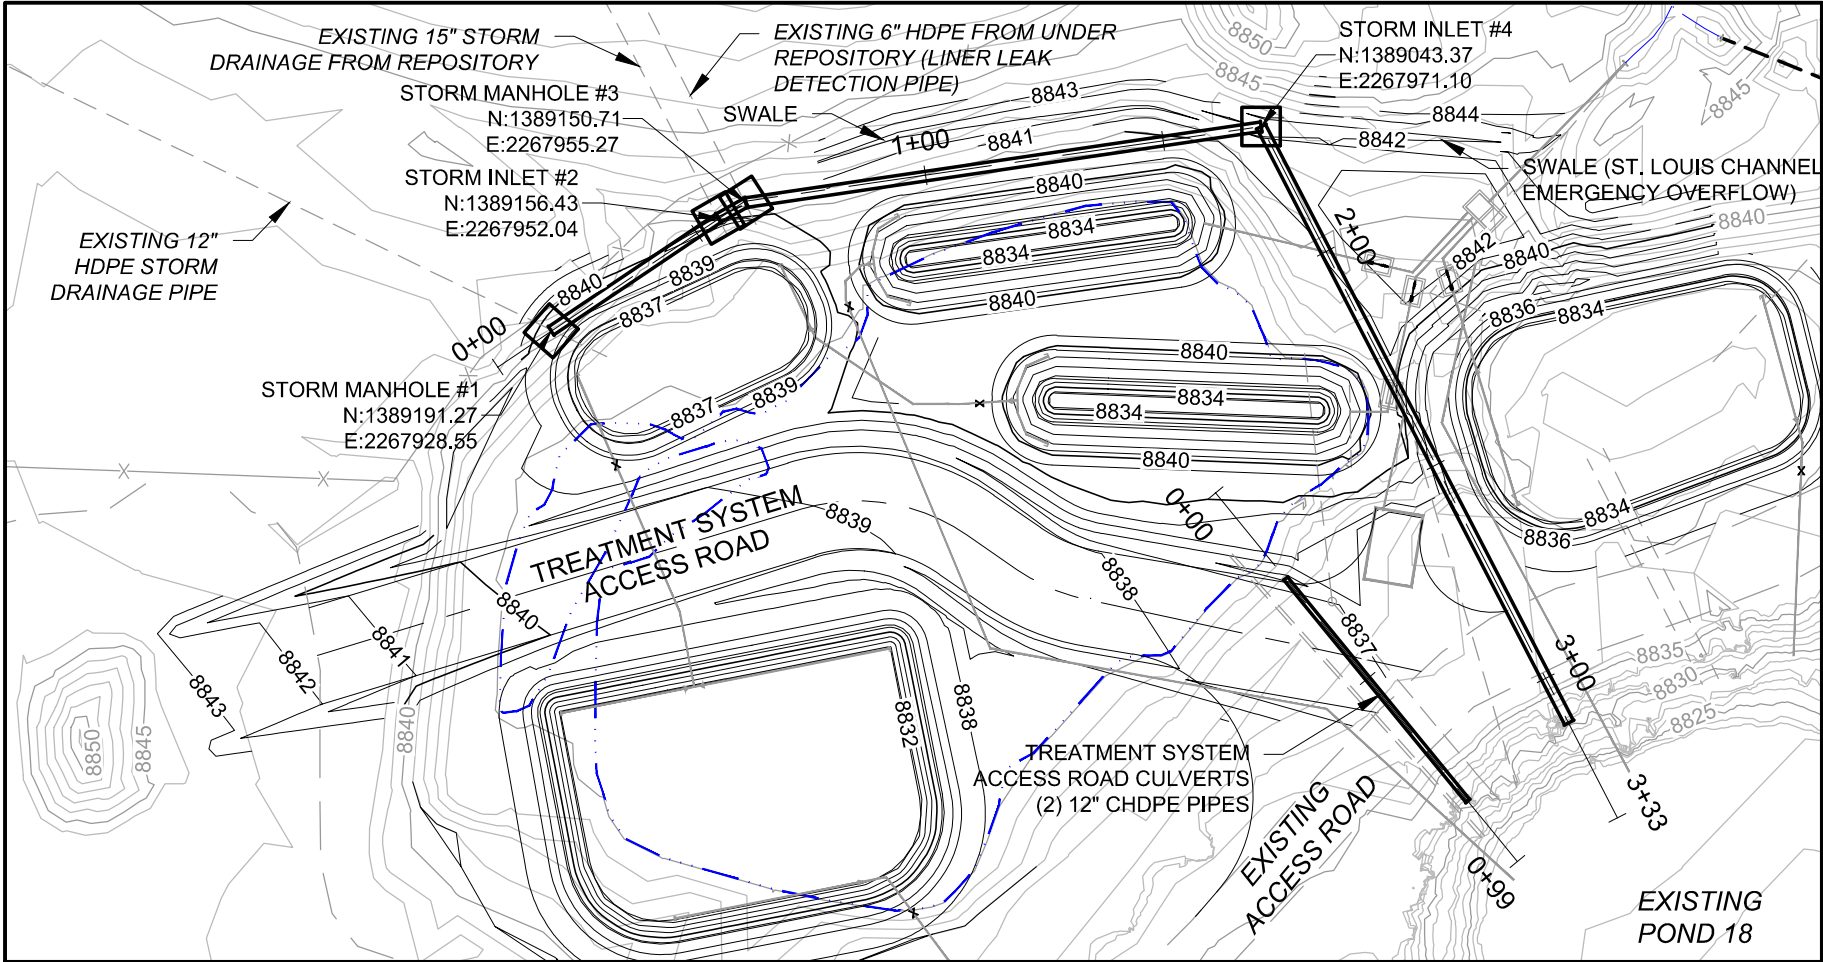 EXISTING 15" STORM
DRAINAGE FROM REPOSITORY
EXISTING 6" HDPE FROM UNDER
REPOSITORY (LINER LEAK
DETECTION PIPE)
STORM INLET #4
N:1389043.37
E:2267971.10
STORM MANHOLE #3
N:1389150.71
E:2267955.27
SWALE
STORM INLET #2
N:1389156.43
E:2267952.04
EXISTING 12"
HDPE STORM
DRAINAGE PIPE
STORM MANHOLE #1
N:1389191.27
E:2267928.55
SWALE (ST. LOUIS CHANNEL
EMERGENCY OVERFLOW)
8850
8845
8845
8843
8841
8844
8842
1+00
8840
8834
8834
8840
2+00
8842
8840
8840
8836
8834
8834
8836
8840
8839
8837
8837
8839
0+00
8840
8834
8834
8840
TREATMENT SYSTEM
ACCESS ROAD
8839
8838
0+00
8837
8840
8841
8842
8843
8840
8850
8845
8832
8838
TREATMENT SYSTEM
ACCESS ROAD CULVERTS
(2) 12" CHDPE PIPES
EXISTING
ACCESS ROAD
3+00
8835
8830
8825
3+33
0+99
EXISTING
POND 18